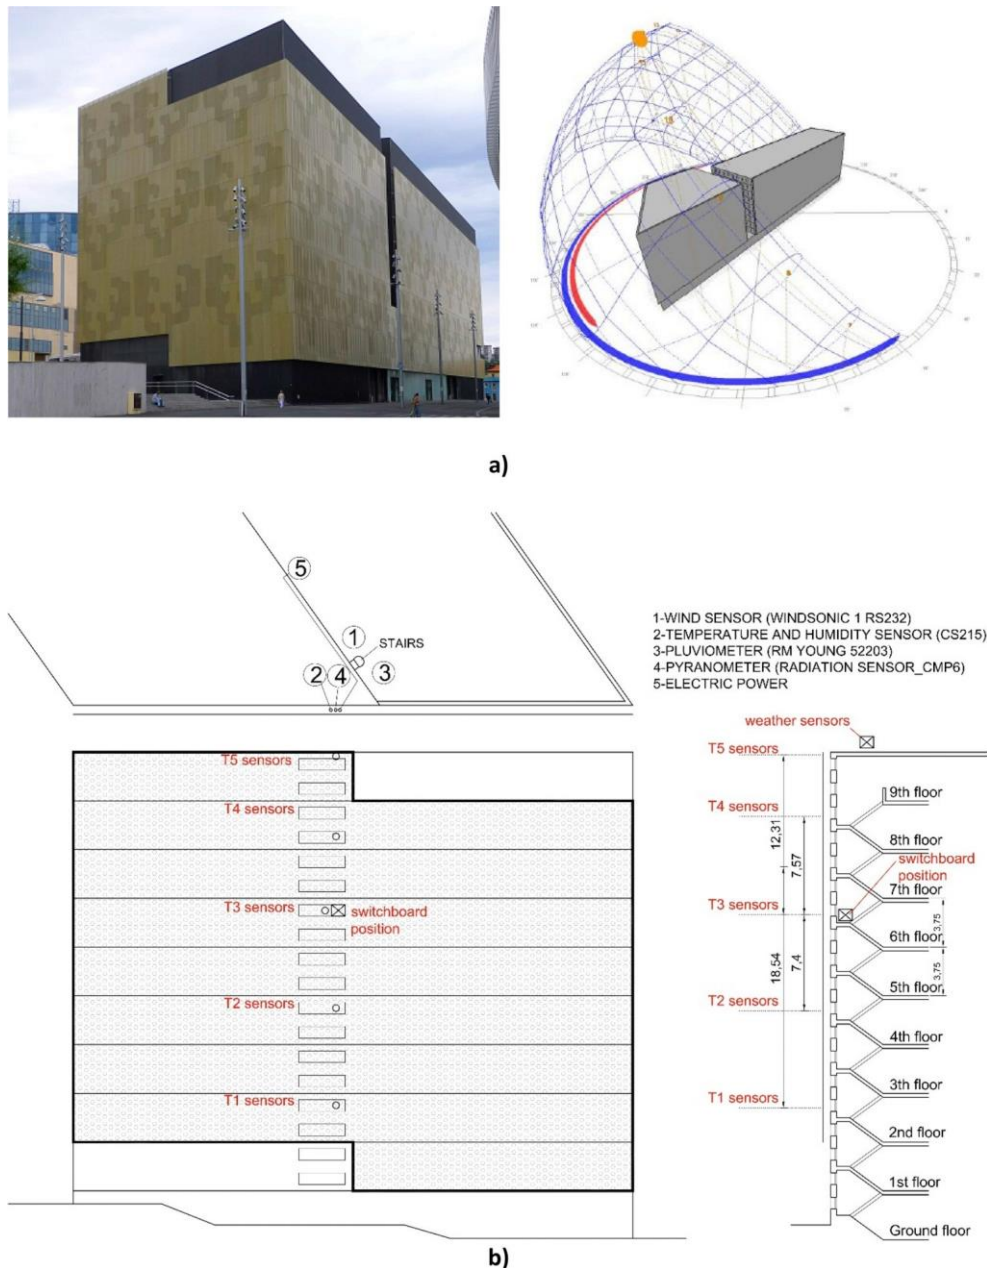 a)
5
1
STAIRS
2
4
3
1-WIND SENSOR (WINDSONIC 1 RS232)
2-TEMPERATURE AND HUMIDITY SENSOR (CS215)
3-PLUVIOMETER (RM YOUNG 52203)
4-PYRANOMETER (RADIATION SENSOR_CMP6)
5-ELECTRIC POWER
T5 sensors
T4 sensors
T3 sensors
switchboard
position
T2 sensors
T1 sensors
weather sensors
T5 sensors
T4 sensors
T3 sensors
T2 sensors
T1 sensors
12,31
7,57
18,54
7,4
9th floor
8th floor
switchboard
position
7th floor
3,75
6th floor
3,75
5th floor
4th floor
3th floor
2nd floor
1st floor
Ground floor
b)